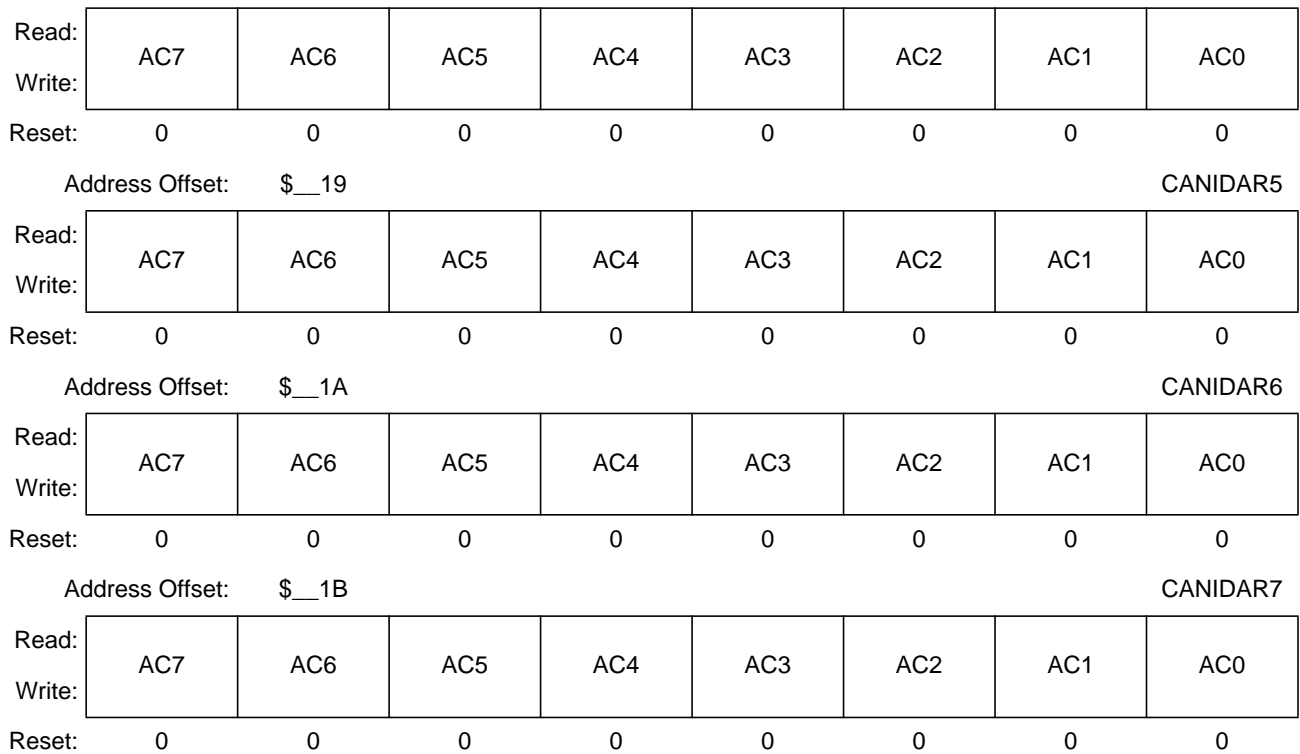 Read:
AC7 AC6 AC5 AC4 AC3 AC2 AC1 AC0
Write:
Reset: 0 0 0 0 0 0 0 0
Address Offset: $__19 CANIDAR5
Read:
AC7 AC6 AC5 AC4 AC3 AC2 AC1 AC0
Write:
Reset: 0 0 0 0 0 0 0 0
Address Offset: $__1A CANIDAR6
Read:
AC7 AC6 AC5 AC4 AC3 AC2 AC1 AC0
Write:
Reset: 0 0 0 0 0 0 0 0
Address Offset: $__1B CANIDAR7
Read:
AC7 AC6 AC5 AC4 AC3 AC2 AC1 AC0
Write:
Reset: 0 0 0 0 0 0 0 0